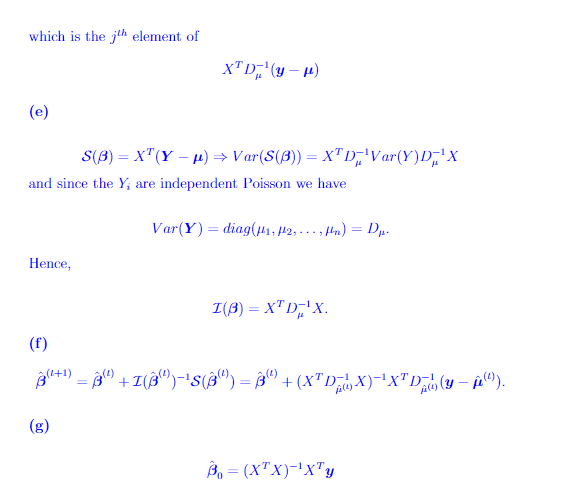 which is the $j^{th}$ element of
$X^T D_\mu^{-1}(\boldsymbol{y} - \boldsymbol{\mu})$
(e)
$\mathcal{S}(\boldsymbol{\beta}) = X^T(\boldsymbol{Y} - \boldsymbol{\mu}) \Rightarrow Var(\mathcal{S}(\boldsymbol{\beta})) = X^T D_\mu^{-1} Var(Y) D_\mu^{-1} X$
and since the $Y_i$ are independent Poisson we have
$Var(\boldsymbol{Y}) = diag(\mu_1, \mu_2, \ldots, \mu_n) = D_\mu.$
Hence,
$\mathcal{I}(\boldsymbol{\beta}) = X^T D_\mu^{-1} X.$
(f)
$\hat{\boldsymbol{\beta}}^{(t+1)} = \hat{\boldsymbol{\beta}}^{(t)} + \mathcal{I}(\hat{\boldsymbol{\beta}}^{(t)})^{-1} \mathcal{S}(\hat{\boldsymbol{\beta}}^{(t)}) = \hat{\boldsymbol{\beta}}^{(t)} + (X^T D_{\hat{\mu}^{(t)}}^{-1} X)^{-1} X^T D_{\hat{\mu}^{(t)}}^{-1} (\boldsymbol{y} - \hat{\boldsymbol{\mu}}^{(t)}).$
(g)
$\hat{\boldsymbol{\beta}}_0 = (X^T X)^{-1} X^T \boldsymbol{y}$